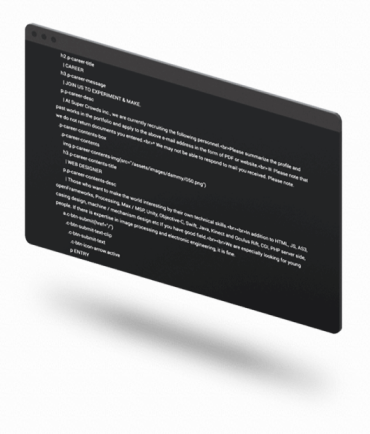 h2.p-career-title
| CAREER
h3.p-career-message
| JOIN US TO EXPERIMENT & MAKE.
p.p-career-desc
| At Super Crowds inc., we are currently recruiting the following personnel.<br>Please summarize the profile and
past works in the portfolio and apply to the above e-mail address in the form of PDF or website.<br>※ Please note that
we do not return documents you entered.<br>* We may not be able to respond to mail you received. Please note.
.p-career-contents-box
.p-career-contents
img.p-career-contents-img(src="/assets/images/dammy/050.png")
h3.p-career-contents-title
| WEB DESIGNER
p.p-career-contents-desc
| Those who want to make the world interesting by their own technical skills.<br><br>In addition to HTML, JS, AS3,
openFrameworks, Processing, Max / MSP, Unity, Objective-C, Swift, Java, Kinect and Oculus Rift, CGI, PHP server side,
casing design, machine / mechanism design etc if you have good field.<br><br>We are especially looking for young
people. If there is expertise in image processing and electronic engineering, it is fine.
a.c-btn-submit(href="/")
.c-btn-submit-text-clip
.c-btn-submit-text
.c-btn-icon-arrow-active
p ENTRY